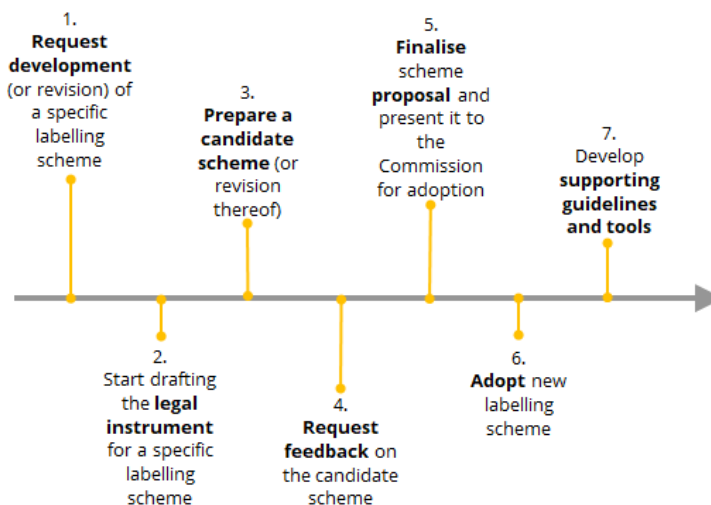 1.
Request
development
(or revision) of
a specific
labelling
scheme
2.
Start drafting
the legal
instrument
for a specific
labelling
scheme
3.
Prepare a
candidate
scheme (or
revision
thereof)
4.
Request
feedback on
the candidate
scheme
5.
Finalise
scheme
proposal and
present it to
the
Commission
for adoption
6.
Adopt new
labelling
scheme
7.
Develop
supporting
guidelines
and tools